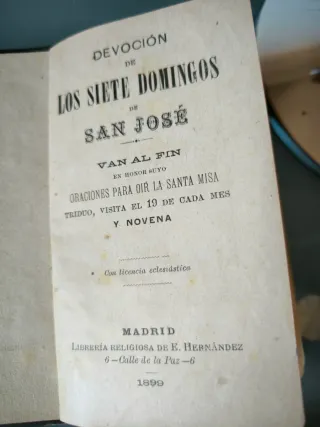 DEVOCIÓN
DE
LOS SIETE DOMINGOS
DE
SAN JOSÉ
VAN AL FIN
EN HONOR SUYO
ORACIONES PARA OIR LA SANTA MISA
TRIDUO, VISITA EL 19 DE CADA MES
Y NOVENA
Con licencia eclesiástica
MADRID
LIBRERÍA RELIGIOSA DE E. HERNÁNDEZ
6—Calle de la Paz—6
1899